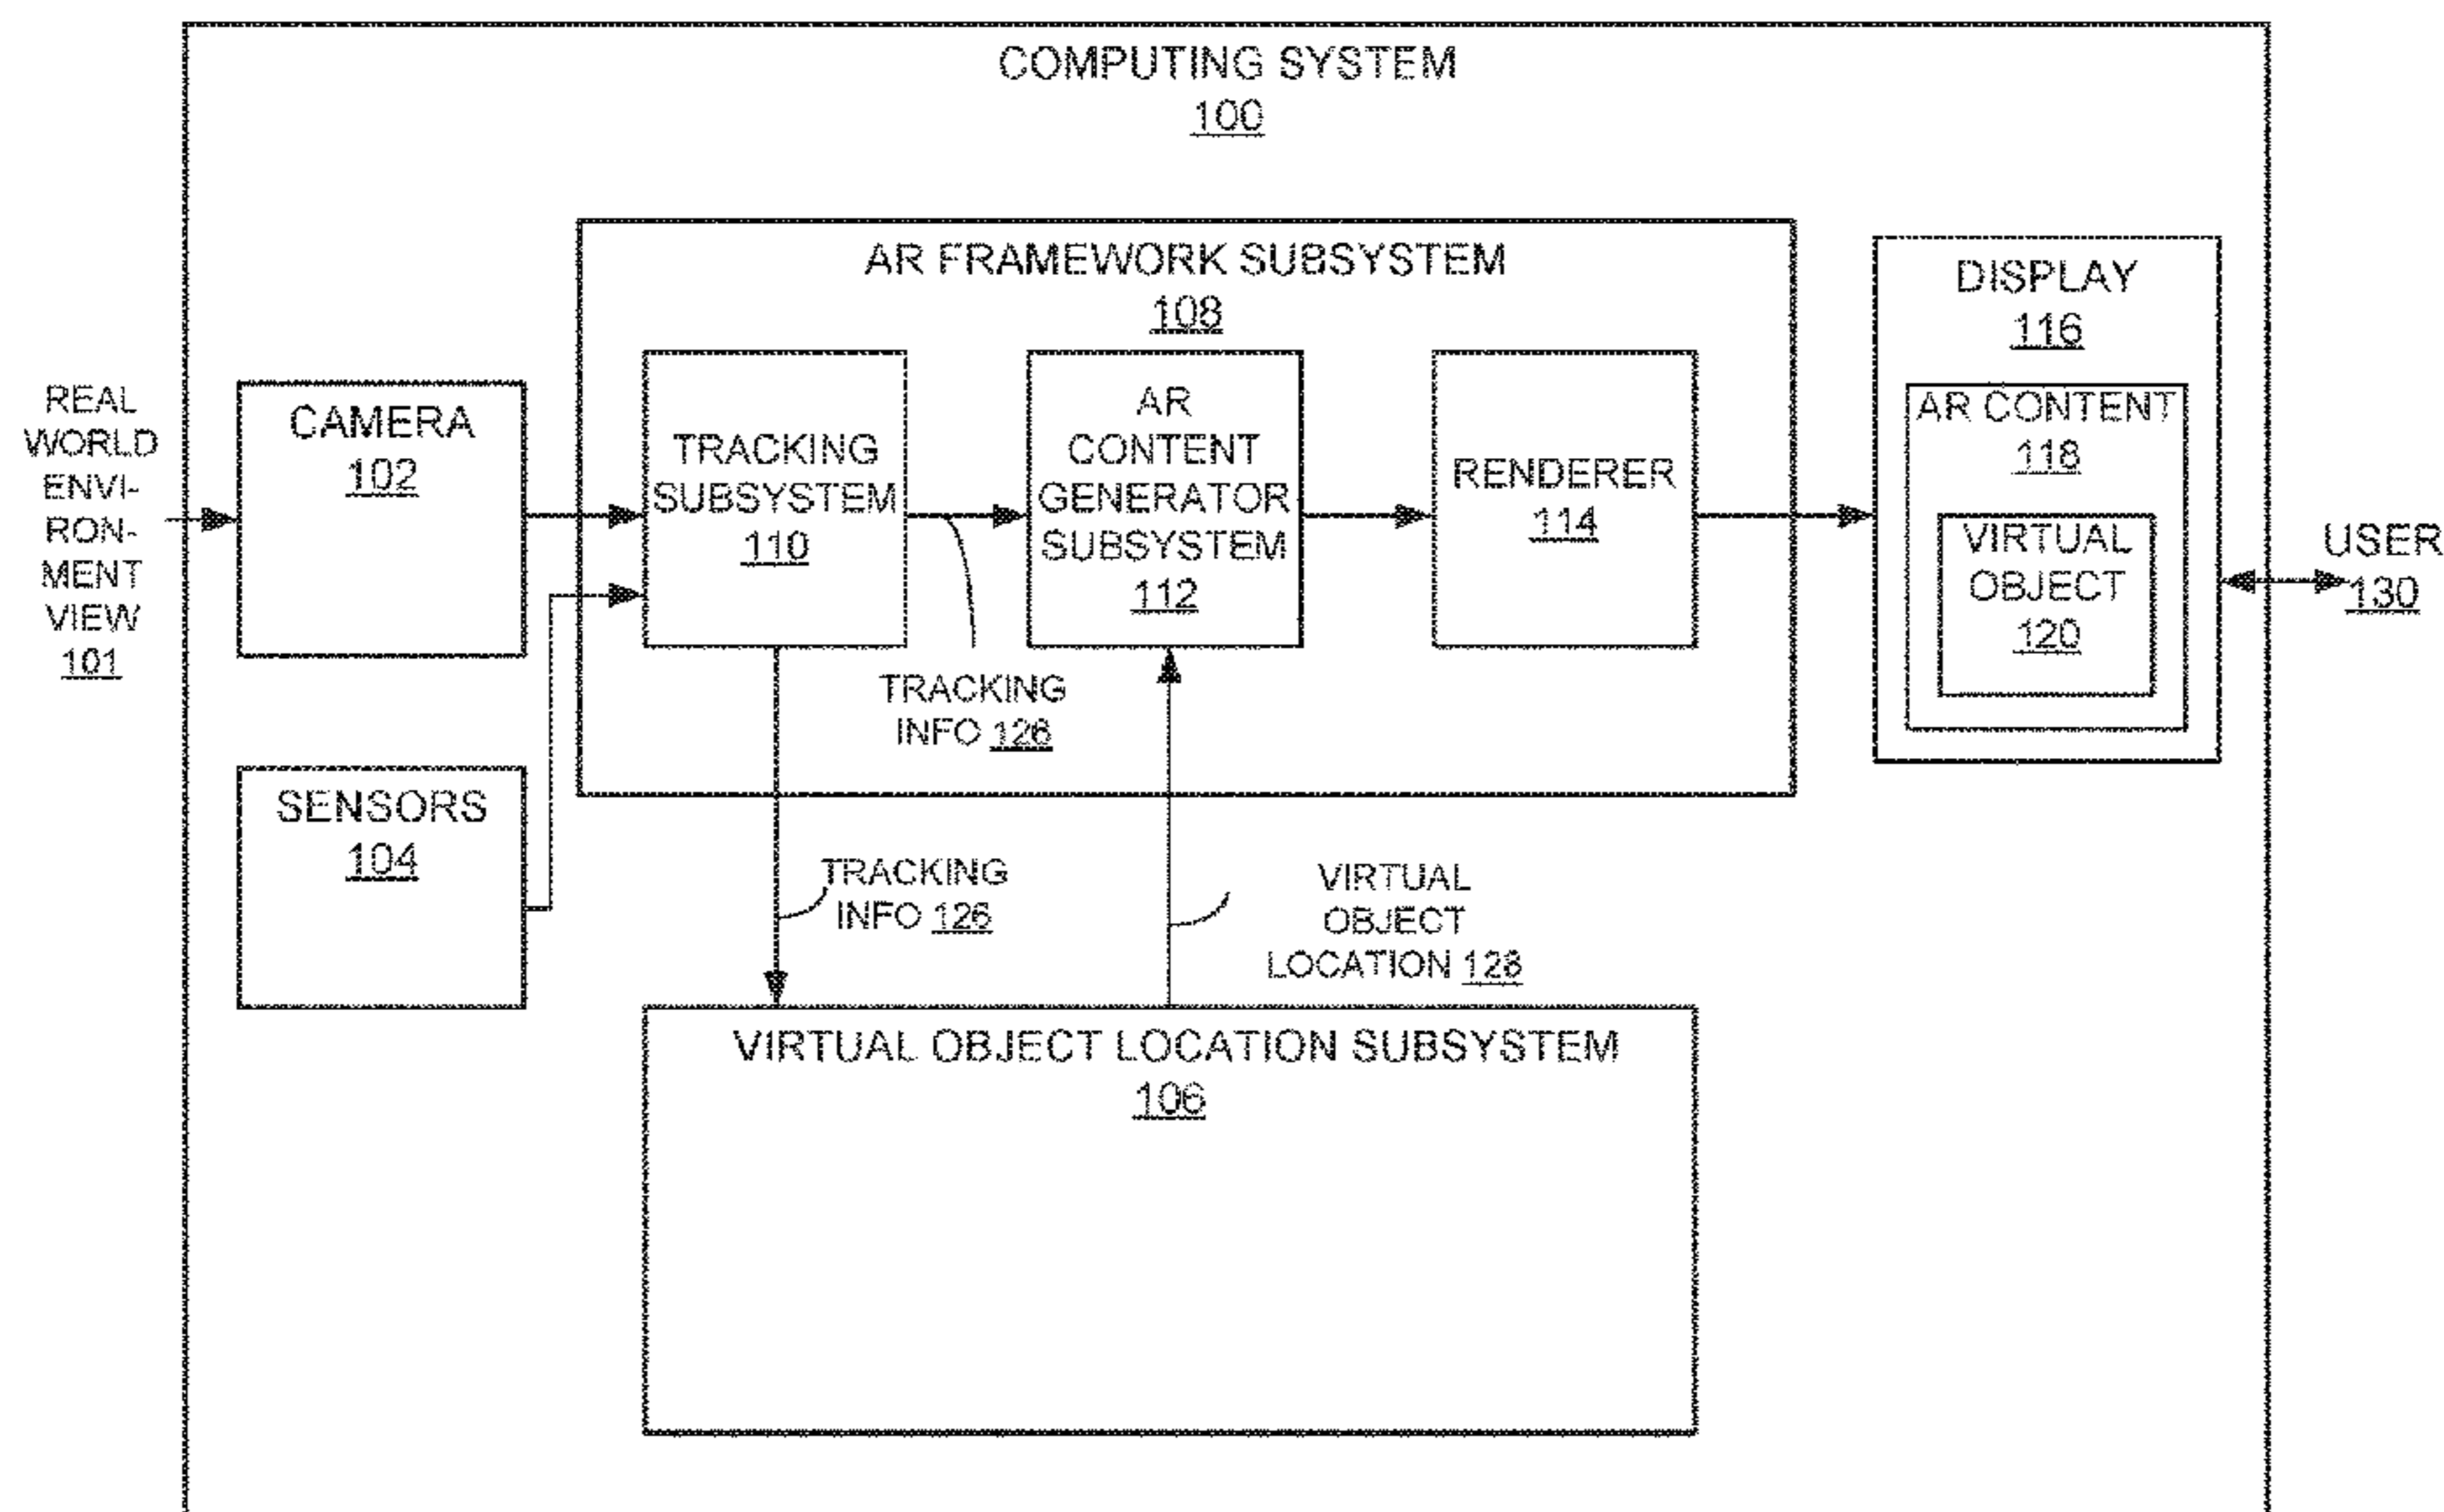 COMPUTING SYSTEM
100
AR FRAMEWORK SUBSYSTEM
108
DISPLAY
116
REAL
WORLD
ENVI-
RON-
MENT
VIEW
101
CAMERA
102
TRACKING
SUBSYSTEM
110
AR
CONTENT
GENERATOR
SUBSYSTEM
112
RENDERER
114
AR CONTENT
118
VIRTUAL
OBJECT
120
USER
130
TRACKING
INFO 126
SENSORS
104
TRACKING
INFO 126
VIRTUAL
OBJECT
LOCATION 128
VIRTUAL OBJECT LOCATION SUBSYSTEM
106